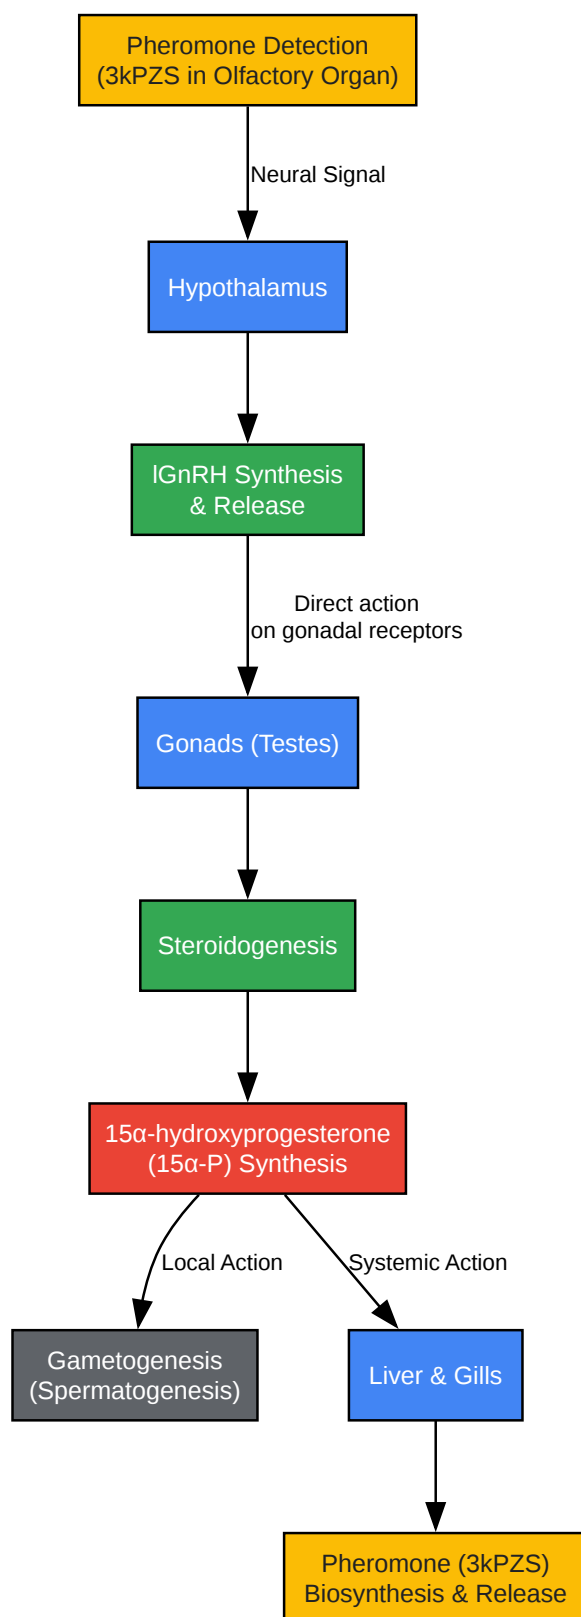 Pheromone Detection
(3kPZS in Olfactory Organ)
Neural Signal
Hypothalamus
lGnRH Synthesis
& Release
Direct action
on gonadal receptors
Gonads (Testes)
Steroidogenesis
15α-hydroxyprogesterone
(15α-P) Synthesis
Local Action
Systemic Action
Gametogenesis
(Spermatogenesis)
Liver & Gills
Pheromone (3kPZS)
Biosynthesis & Release